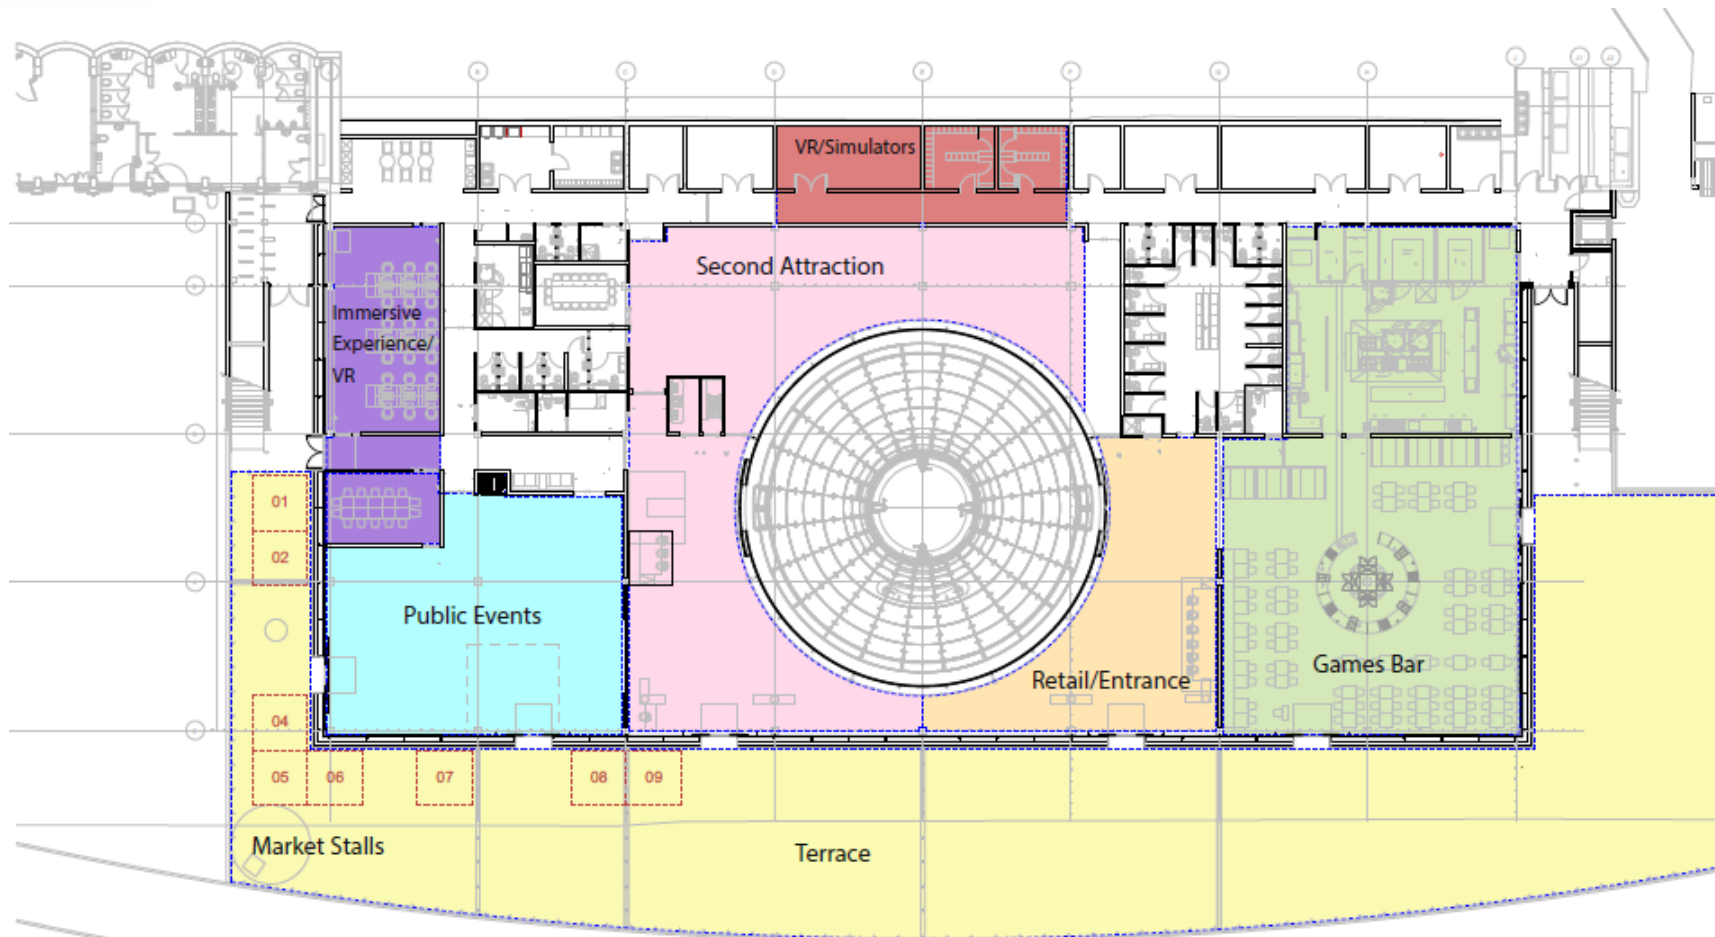 B
C
D
E
F
G
H
J
VR/Simulators
Second Attraction
Immersive
Experience/
VR
01
02
Public Events
Retail/Entrance
Games Bar
04
05
06
07
08
09
Market Stalls
Terrace